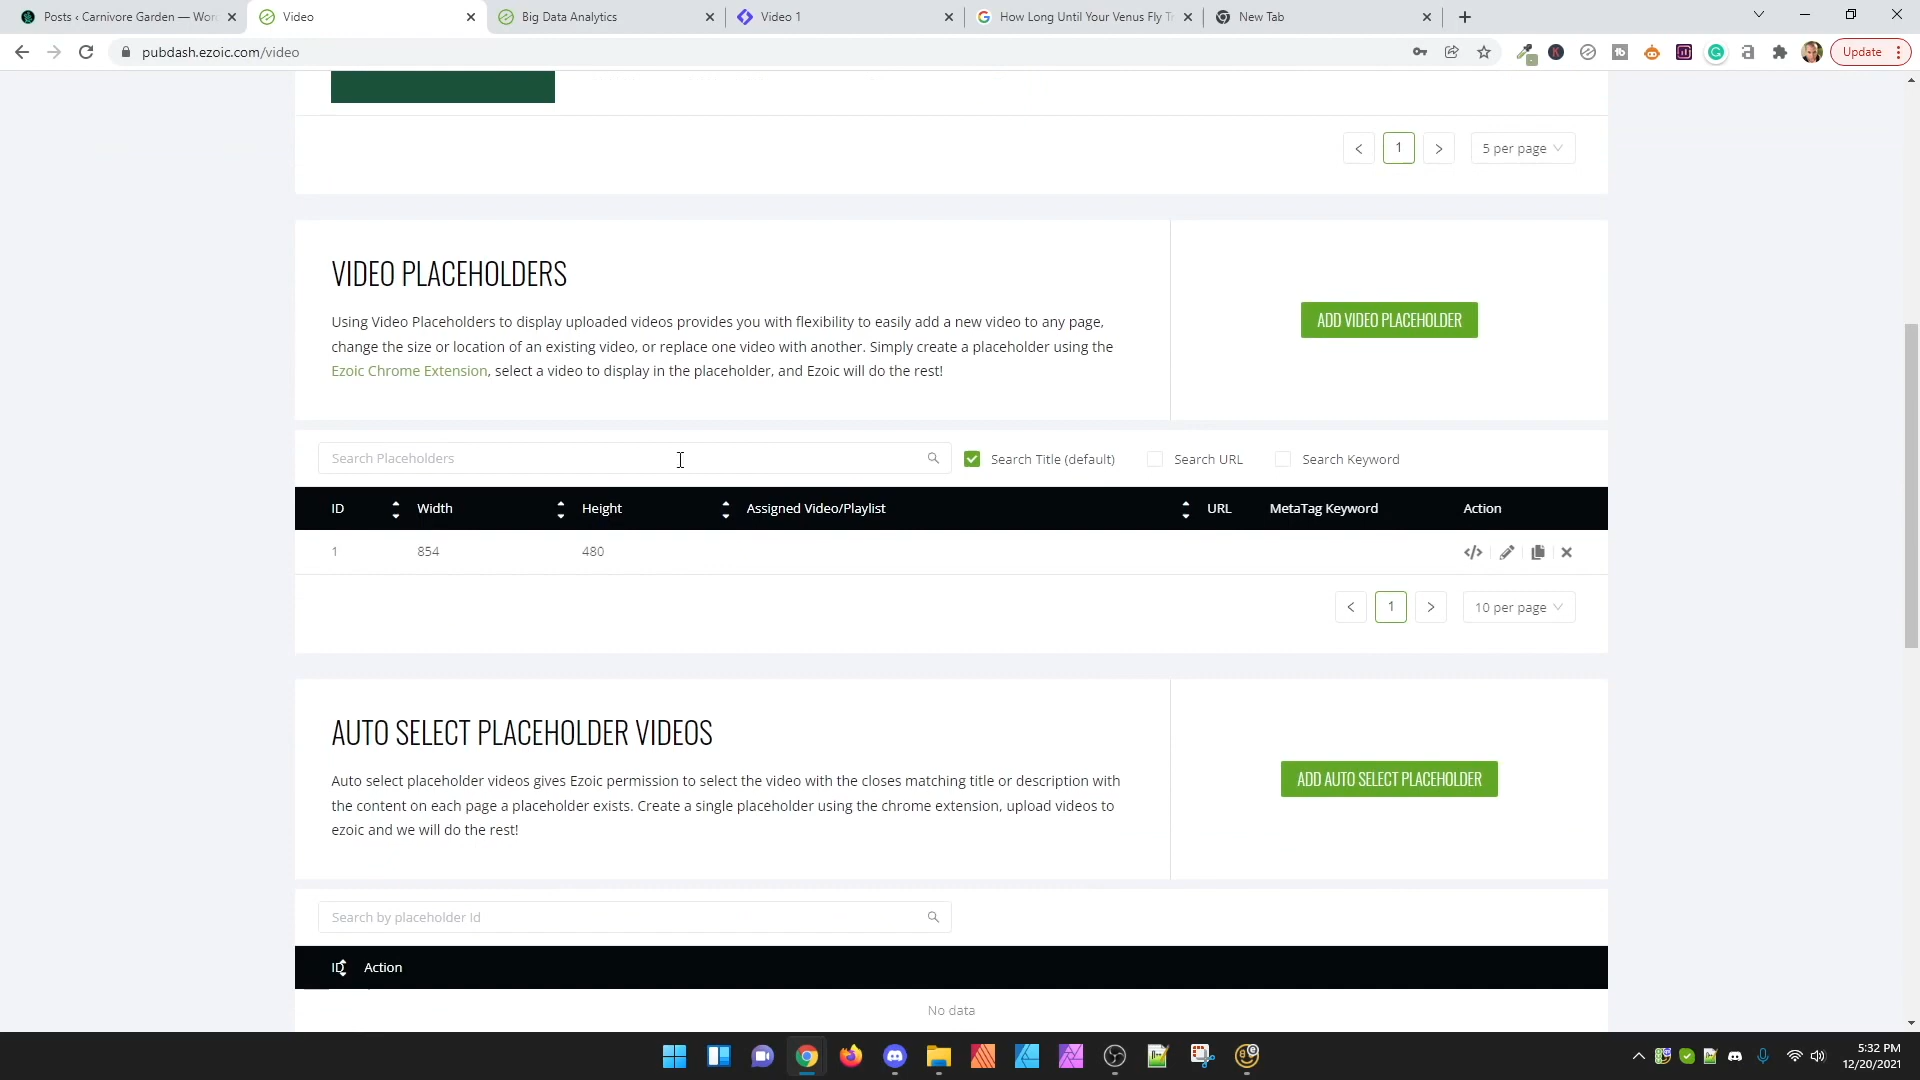 Posts ‹ Carnivore Garden — Wor
Video
Big Data Analytics
Video 1
How Long Until Your Venus Fly T
New Tab
pubdash.ezoic.com/video
Update
1
5 per page
VIDEO PLACEHOLDERS
Using Video Placeholders to display uploaded videos provides you with flexibility to easily add a new video to any page,
change the size or location of an existing video, or replace one video with another. Simply create a placeholder using the
Ezoic Chrome Extension, select a video to display in the placeholder, and Ezoic will do the rest!
ADD VIDEO PLACEHOLDER
Search Placeholders
Search Title (default)
Search URL
Search Keyword
ID Width Height Assigned Video/Playlist URL MetaTag Keyword Action
1 854 480
1
10 per page
AUTO SELECT PLACEHOLDER VIDEOS
Auto select placeholder videos gives Ezoic permission to select the video with the closes matching title or description with
the content on each page a placeholder exists. Create a single placeholder using the chrome extension, upload videos to
ezoic and we will do the rest!
ADD AUTO SELECT PLACEHOLDER
Search by placeholder Id
ID Action
No data
5:32 PM
12/20/2021